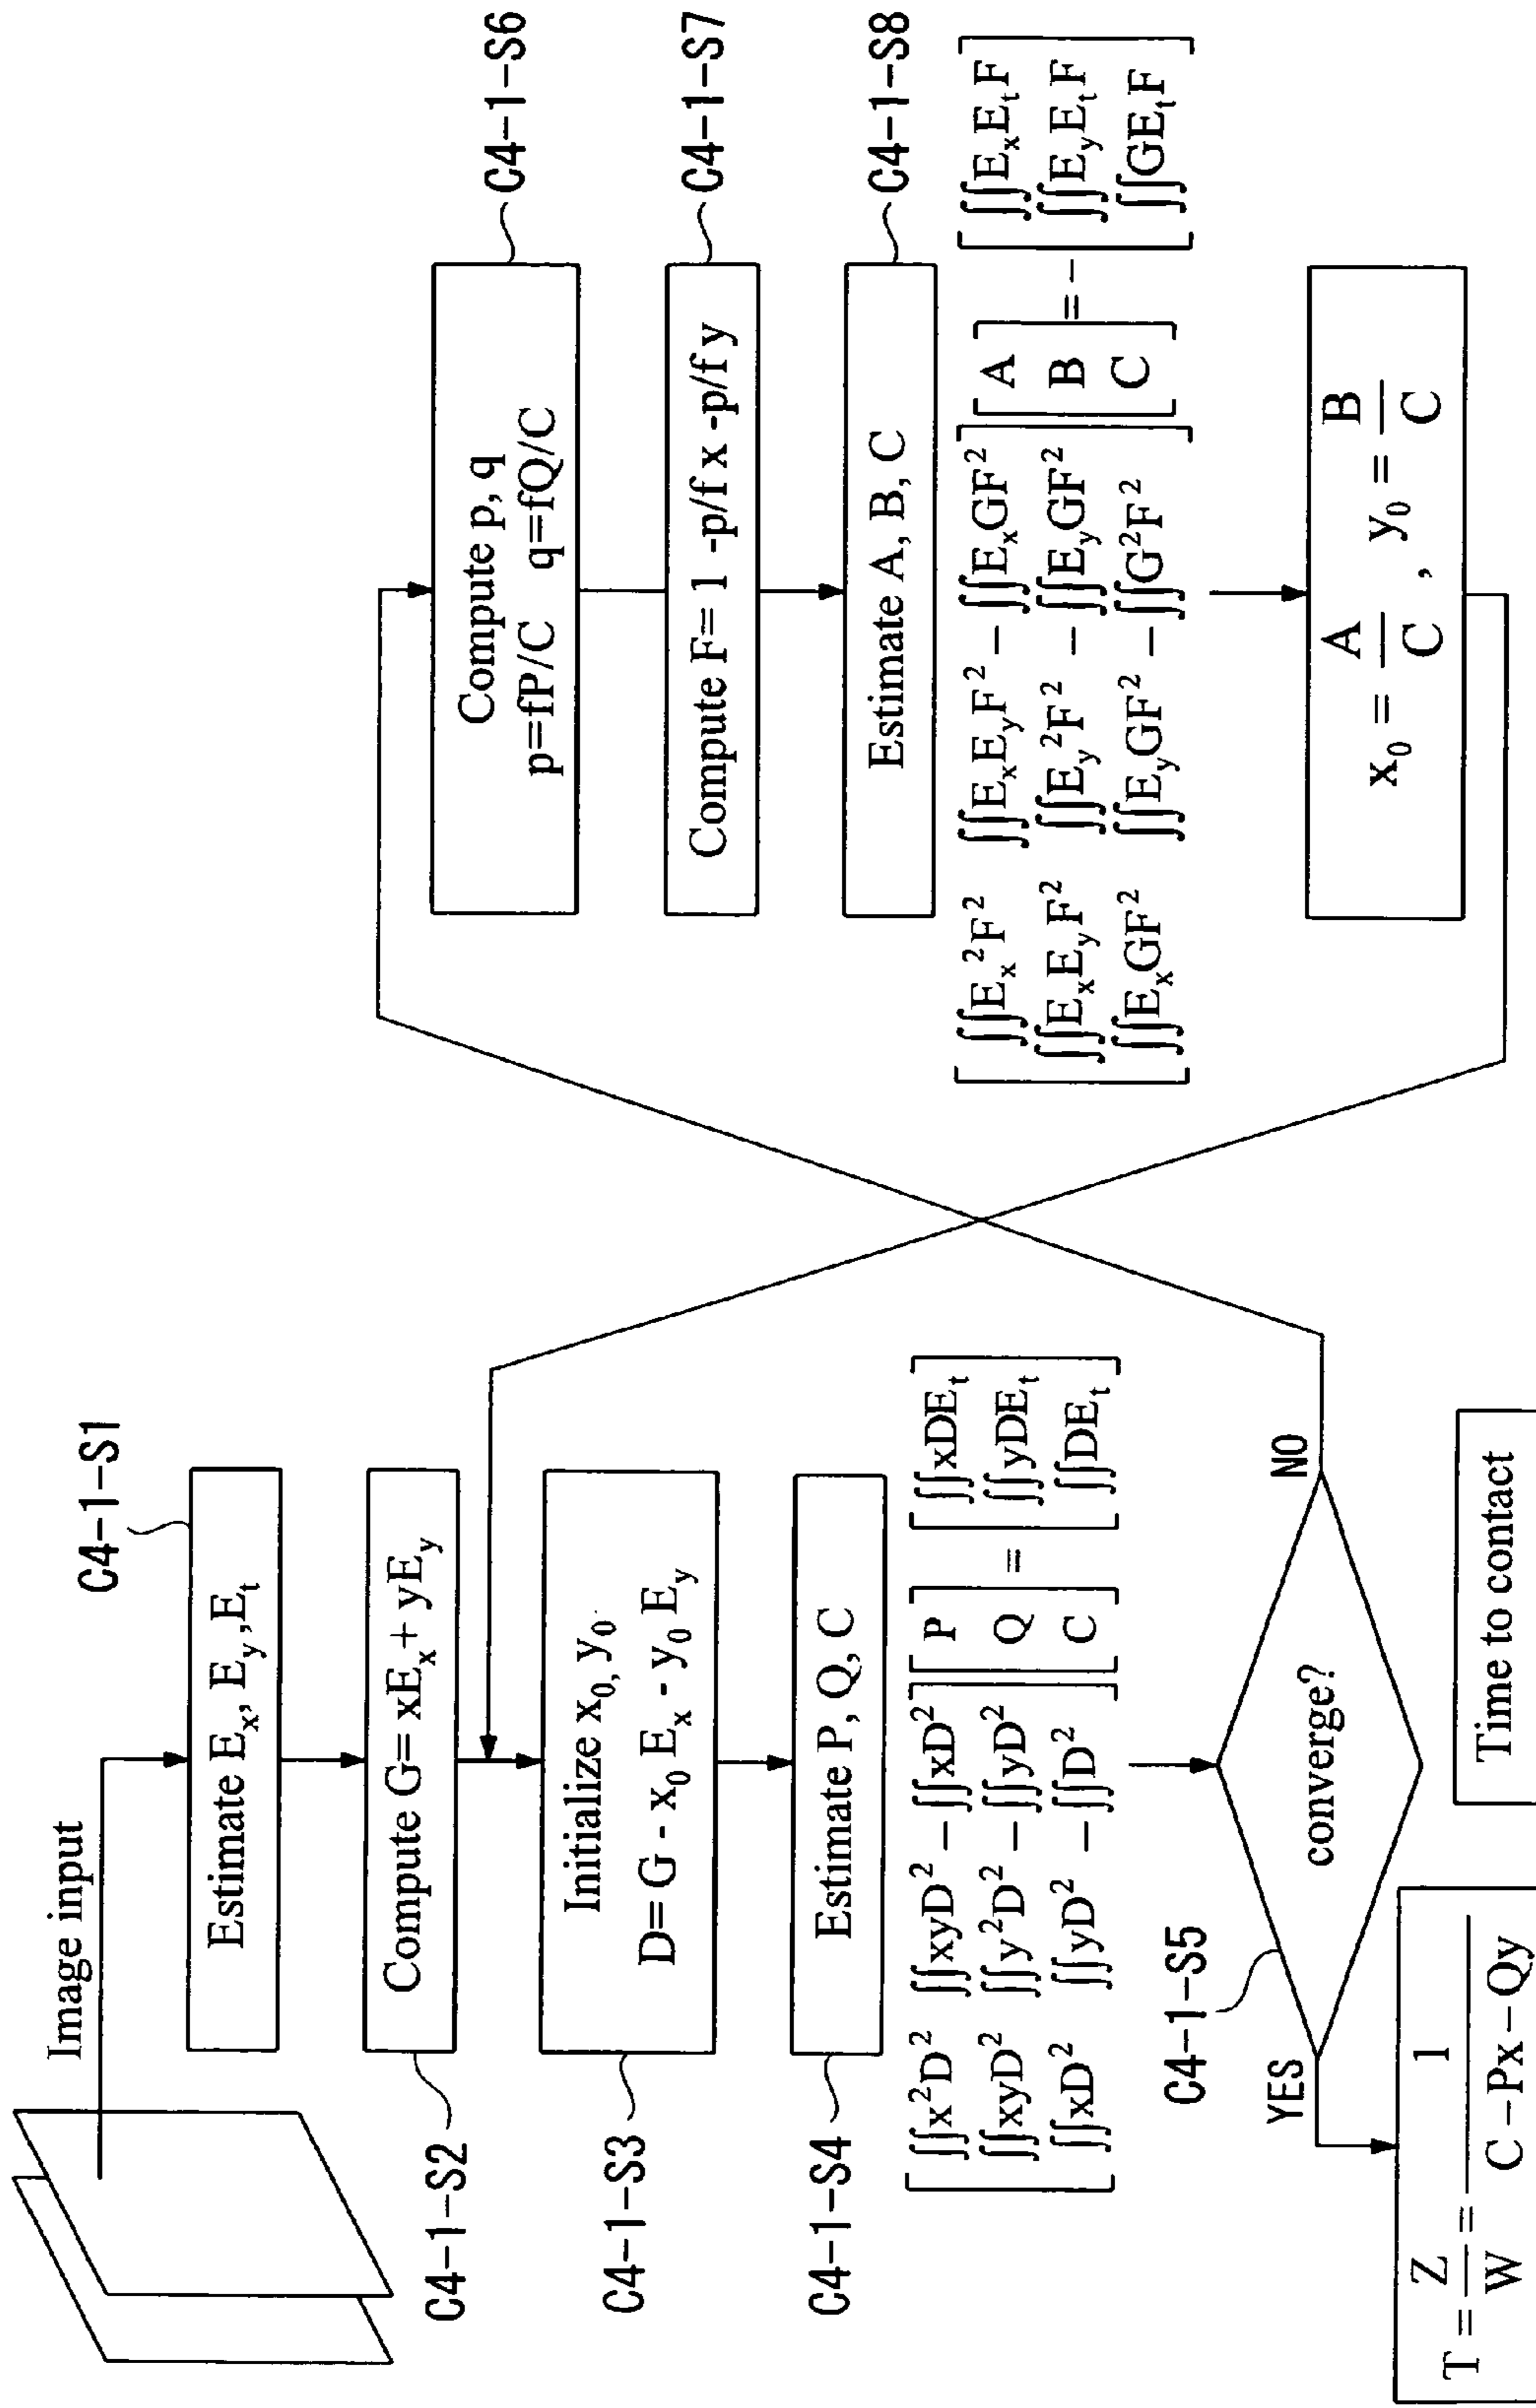 Image input
C4-1-S1
Estimate E_x, E_y, E_t
C4-1-S2
Compute G= xE_x + yE_y
C4-1-S3
Initialize x_0, y_0
D= G - x_0 E_x - y_0 E_y
C4-1-S4
Estimate P, Q, C
∬x²D² ∬xyD² – ∬xD² P ∬xDE_t
∬xyD² ∬y²D² – ∬yD² Q = ∬yDE_t
∬xD² ∬yD² – ∬D² C ∬DE_t
C4-1-S5
converge?
YES
NO
T = Z/W = 1/(C – Px – Qy)
Time to contact
C4-1-S6
Compute p, q
p=fP/C q=fQ/C
C4-1-S7
Compute F= 1 -p/f x -p/f y
C4-1-S8
Estimate A, B, C
∬E_x²F² ∬E_xE_yF² – ∬E_xGF² A ∬E_xE_tF
∬E_xE_yF² ∬E_y²F² – ∬E_yGF² B = – ∬E_yE_tF
∬E_xGF² ∬E_yGF² – ∬G²F² C ∬GE_tF
x_0 = A/C , y_0 = B/C